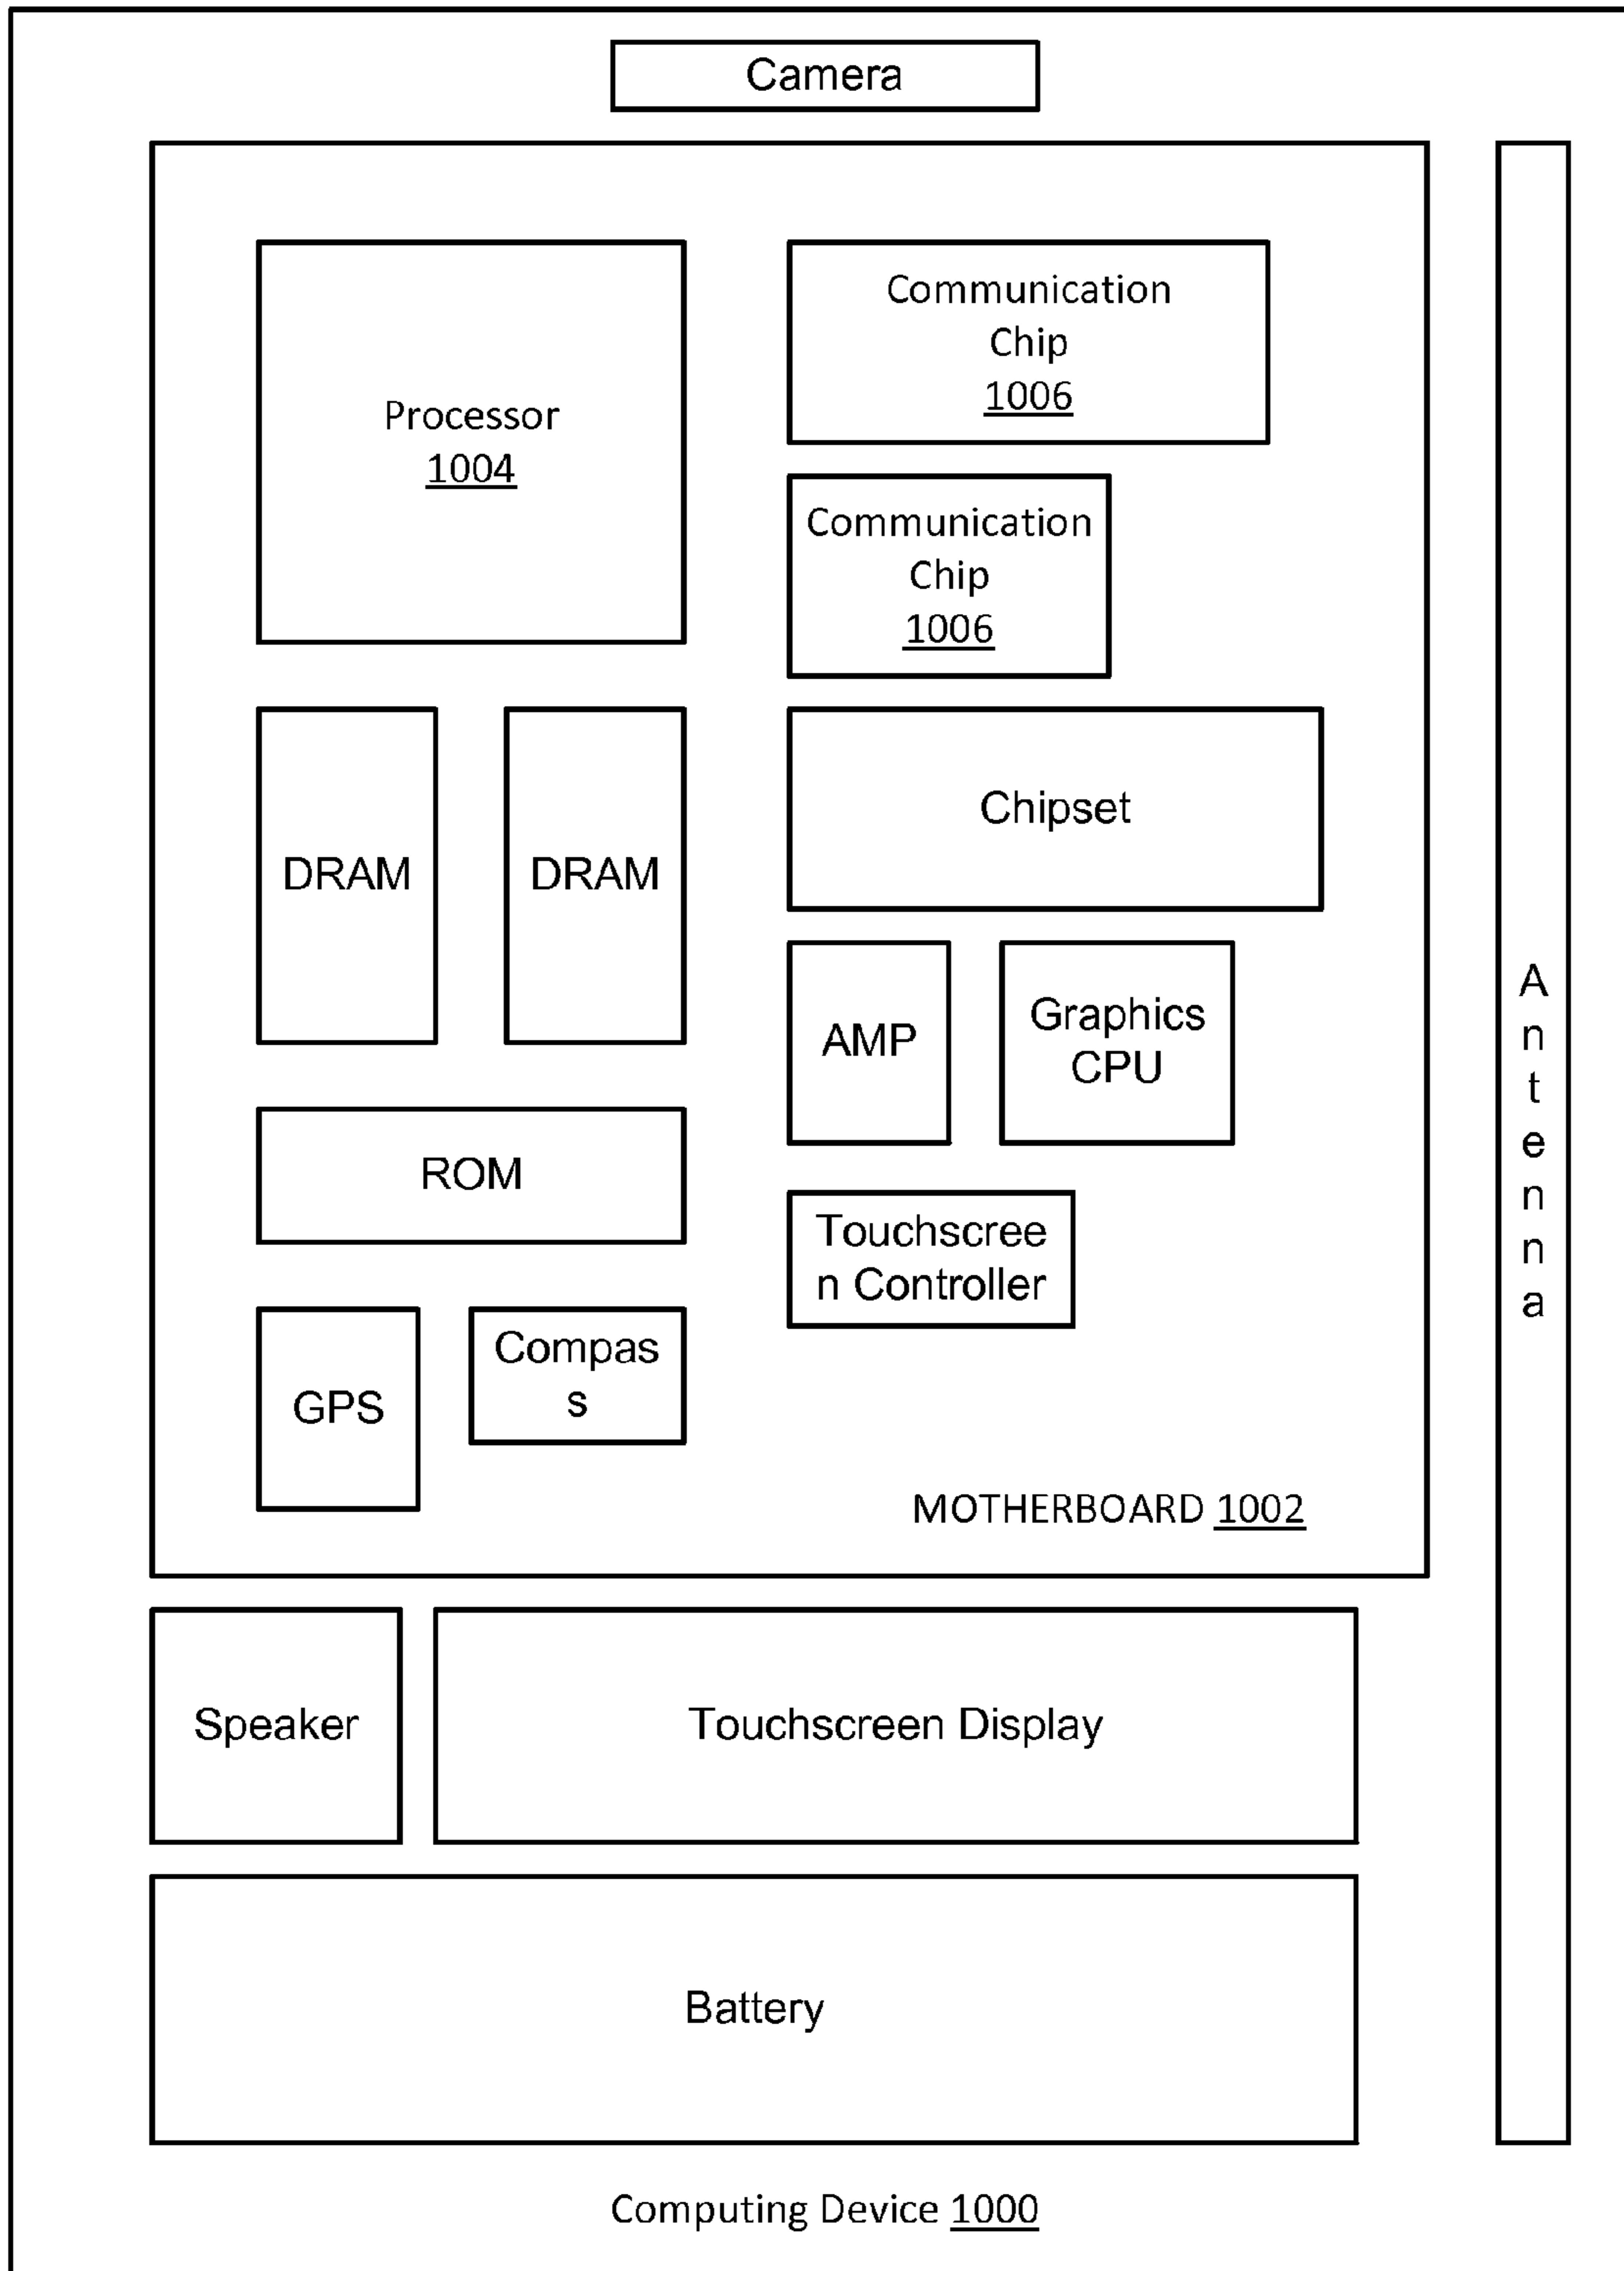 Camera
Processor
1004
Communication
Chip
1006
Communication
Chip
1006
DRAM
DRAM
Chipset
AMP
Graphics
CPU
ROM
Touchscree
n Controller
GPS
Compas
s
MOTHERBOARD 1002
A
n
t
e
n
n
a
Speaker
Touchscreen Display
Battery
Computing Device 1000